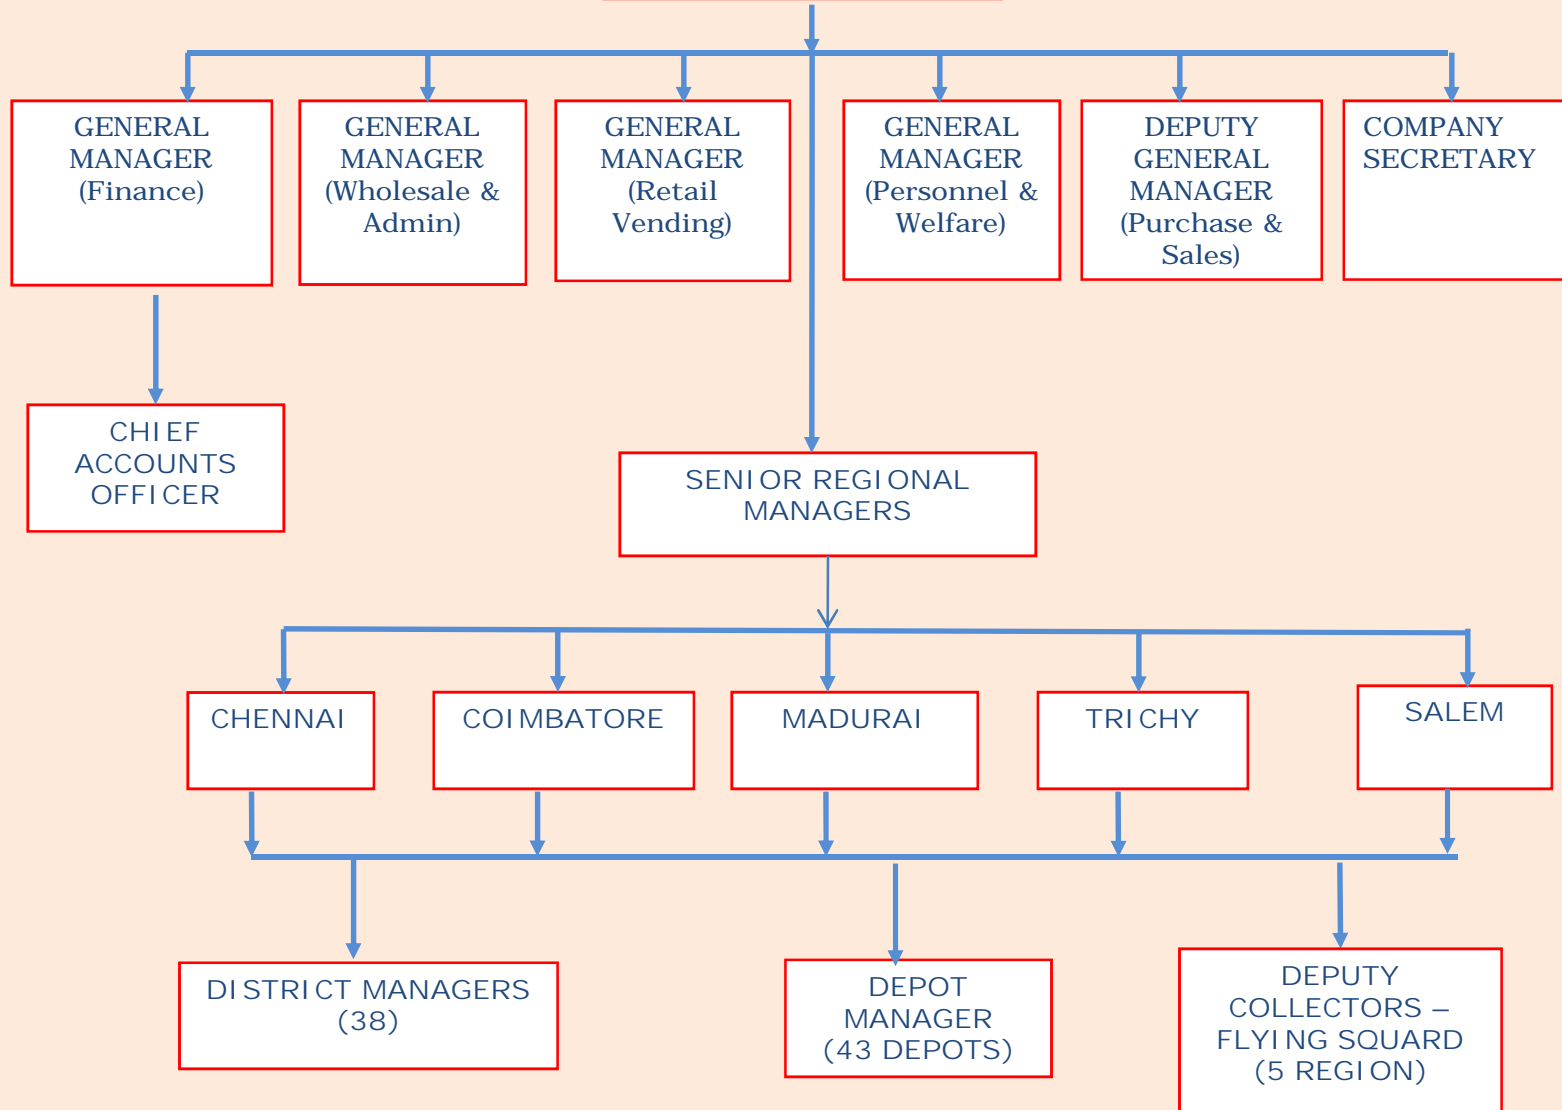 GENERAL
MANAGER
(Finance)
GENERAL
MANAGER
(Wholesale &
Admin)
GENERAL
MANAGER
(Retail
Vending)
GENERAL
MANAGER
(Personnel &
Welfare)
DEPUTY
GENERAL
MANAGER
(Purchase &
Sales)
COMPANY
SECRETARY
CHIEF
ACCOUNTS
OFFICER
SENIOR REGIONAL
MANAGERS
CHENNAI
COIMBATORE
MADURAI
TRICHY
SALEM
DISTRICT MANAGERS
(38)
DEPOT
MANAGER
(43 DEPOTS)
DEPUTY
COLLECTORS –
FLYING SQUARD
(5 REGION)